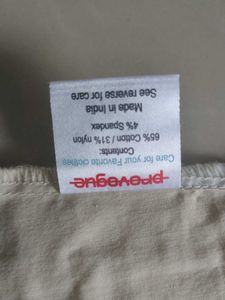 provogue
Care for your Favorite clothes
Contents:
65% Cotton / 31% nylon
4% Spandex
Made in India
See reverse for care